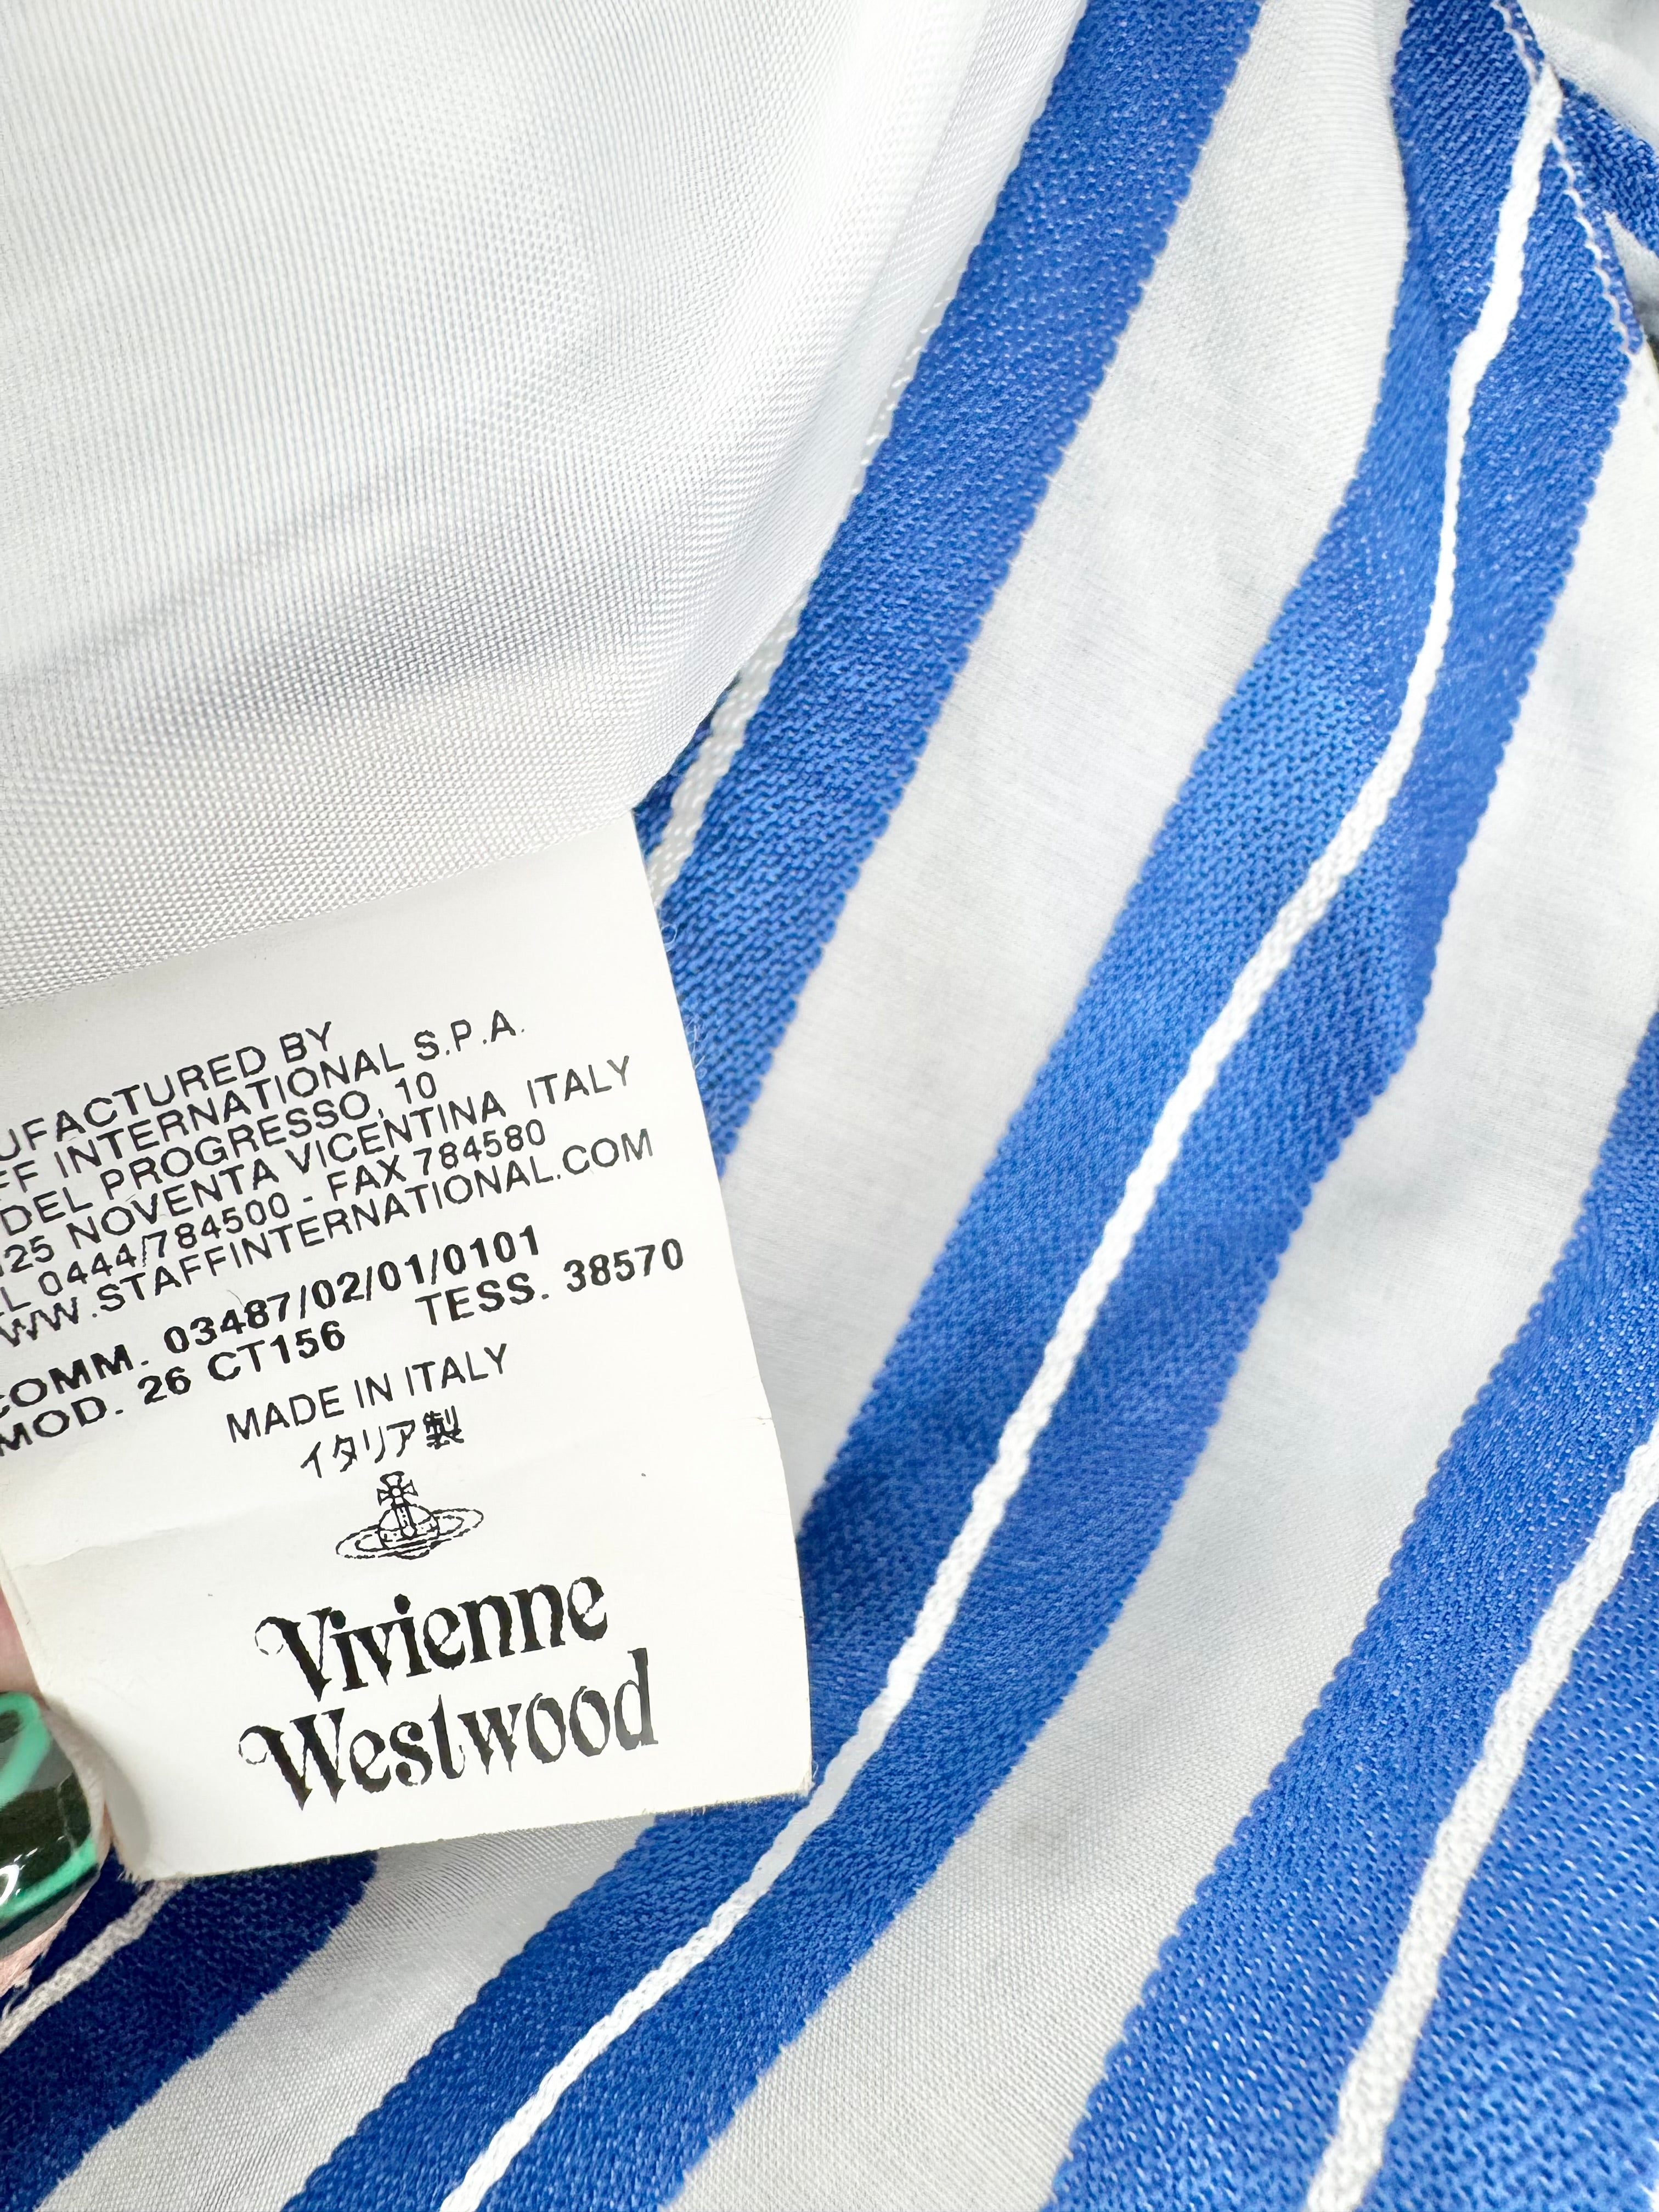 UFACTURED BY
FF INTERNATIONAL S.P.A.
DEL PROGRESSO, 10
025 NOVENTA VICENTINA ITALY
L 0444/784500 - FAX 784580
WW.STAFFINTERNATIONAL.COM
COMM. 03487/02/01/0101
MOD. 26 CT156 TESS. 38570
MADE IN ITALY
イタリア製
Vivienne
Westwood